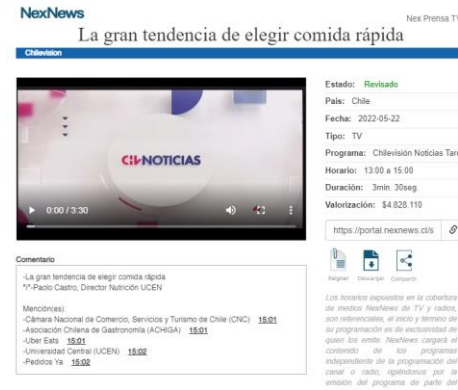 NexNews
Nex Prensa TV
La gran tendencia de elegir comida rápida
Chilevisión
CH/NOTICIAS
0:00 / 3:30
Estado: Revisado
Pais: Chile
Fecha: 2022-05-22
Tipo: TV
Programa: Chilevisión Noticias Tard
Horario: 13:00 a 15:00
Duración: 3min. 30seg.
Valorización: $4.828.110
https://portal.nexnews.cl/s
Asignar Descargar Compartir
Los horarios expuestos en la cobertura
de medios NexNews de TV y radios,
son referenciales, el inicio y término de
su programación es de exclusividad de
quien los emite. NexNews cargará el
contenido de los programas
independiente de la programación del
canal o radio, rigiéndonos por la
emisión del programa de parte del
Comentario
-La gran tendencia de elegir comida rápida
*I*-Paolo Castro, Director Nutrición UCEN
Mención(es):
-Cámara Nacional de Comercio, Servicios y Turismo de Chile (CNC) 15:01
-Asociación Chilena de Gastronomía (ACHIGA) 15:01
-Uber Eats 15:01
-Universidad Central (UCEN) 15:02
-Pedidos Ya 15:02